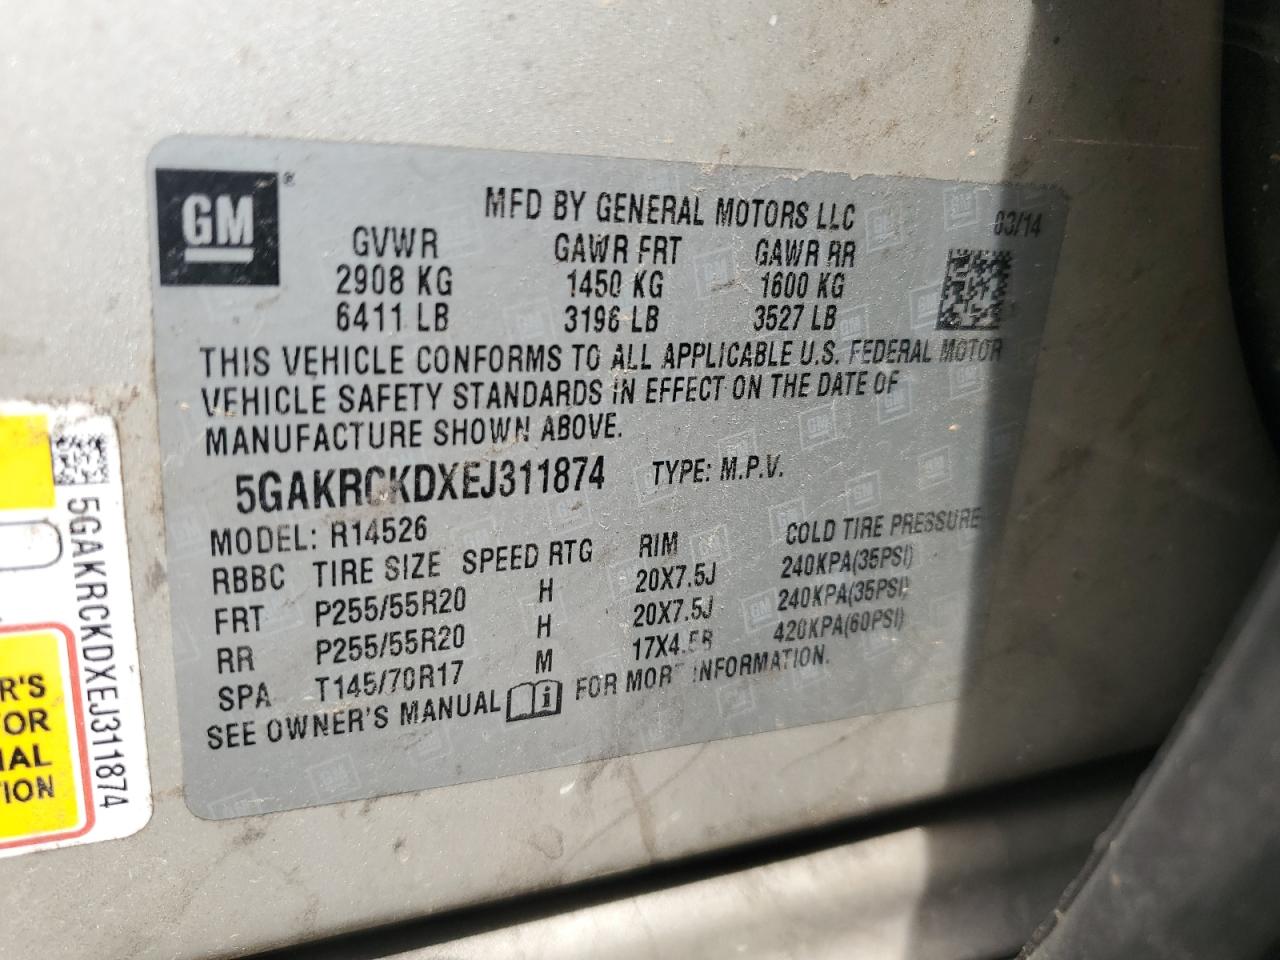 GM
MFD BY GENERAL MOTORS LLC
03/14
GVWR GAWR FRT GAWR RR
2908 KG 1450 KG 1600 KG
6411 LB 3196 LB 3527 LB
THIS VEHICLE CONFORMS TO ALL APPLICABLE U.S. FEDERAL MOTOR
VEHICLE SAFETY STANDARDS IN EFFECT ON THE DATE OF
MANUFACTURE SHOWN ABOVE.
5GAKRCKDXEJ311874 TYPE: M.P.V.
MODEL: R14526
RBBC TIRE SIZE SPEED RTG RIM COLD TIRE PRESSURE
FRT P255/55R20 H 20X7.5J 240KPA(35PSI)
RR P255/55R20 H 20X7.5J 240KPA(35PSI)
SPA T145/70R17 M 420KPA(60PSI)
SEE OWNER'S MANUAL FOR MORE INFORMATION.
5GAKRCKDXEJ311874
R'S
TOR
IAL
TION